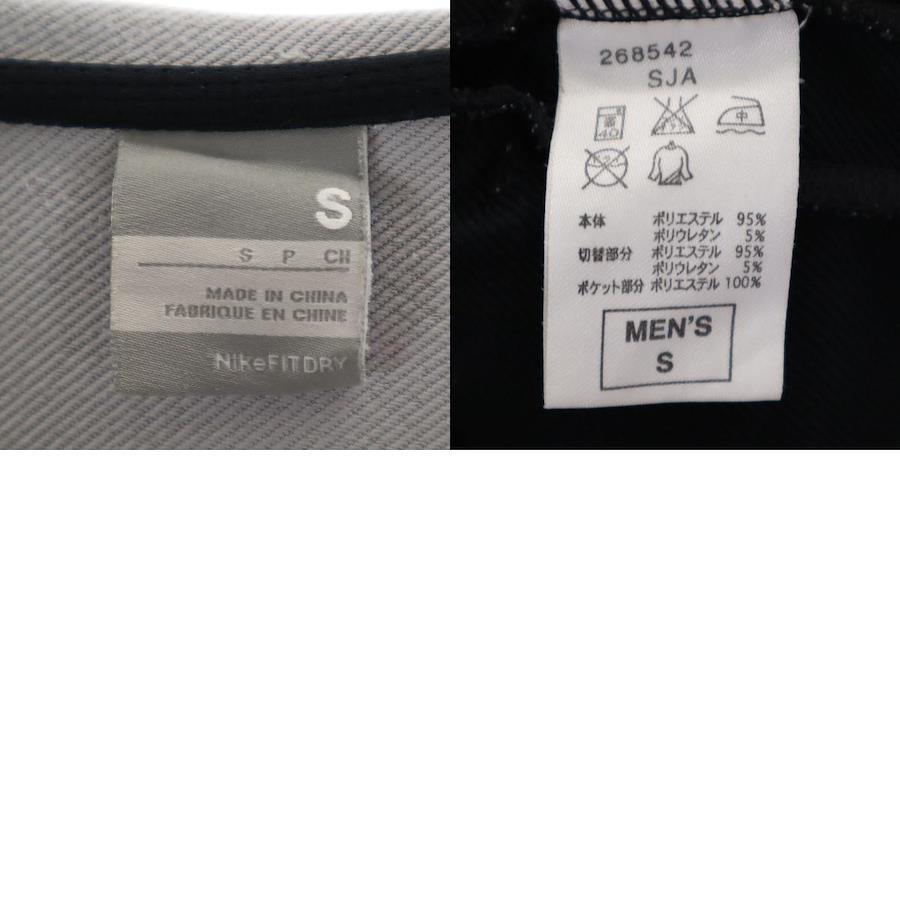 S
S P CH
MADE IN CHINA
FABRIQUE EN CHINE
NIKeFITDRY
268542
SJA
40
中
本体 ポリエステル 95%
ポリウレタン 5%
切替部分 ポリエステル 95%
ポリウレタン 5%
ポケット部分 ポリエステル 100%
MEN'S
S